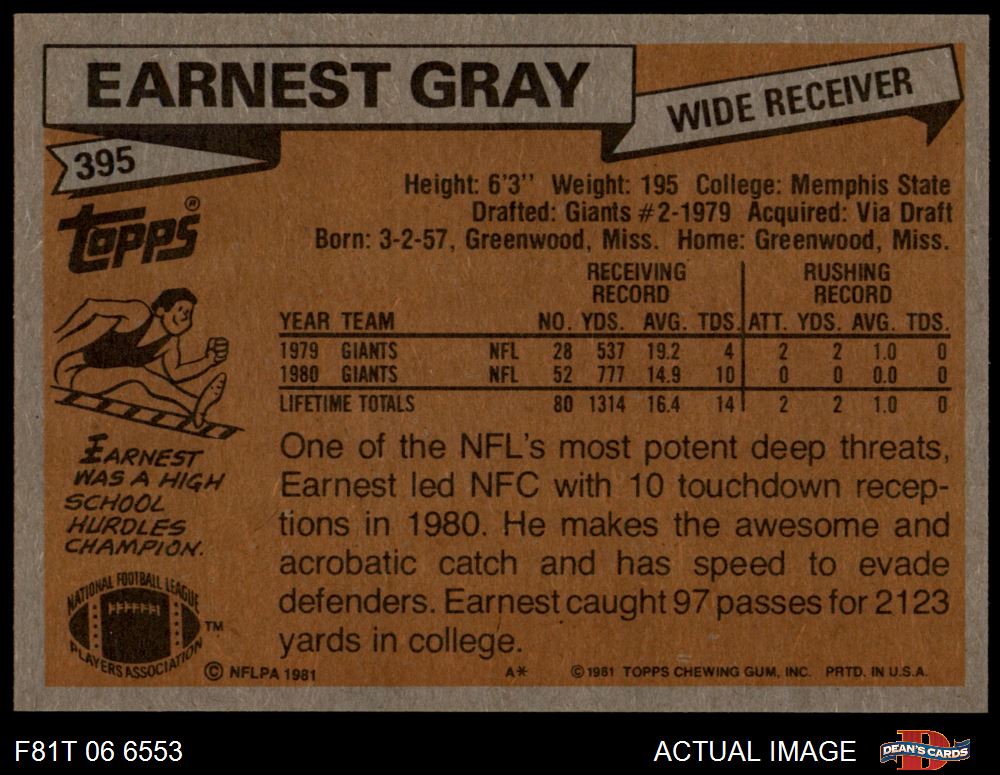 EARNEST GRAY
WIDE RECEIVER
395
TOPPS®
Height: 6'3" Weight: 195 College: Memphis State
Drafted: Giants #2-1979 Acquired: Via Draft
Born: 3-2-57, Greenwood, Miss. Home: Greenwood, Miss.
RECEIVING RECORD RUSHING RECORD
YEAR TEAM NO. YDS. AVG. TDS. ATT. YDS. AVG. TDS.
1979 GIANTS NFL 28 537 19.2 4 2 2 1.0 0
1980 GIANTS NFL 52 777 14.9 10 0 0 0.0 0
LIFETIME TOTALS 80 1314 16.4 14 2 2 1.0 0
EARNEST
WAS A HIGH
SCHOOL
HURDLES
CHAMPION.
One of the NFL's most potent deep threats,
Earnest led NFC with 10 touchdown recep-
tions in 1980. He makes the awesome and
acrobatic catch and has speed to evade
defenders. Earnest caught 97 passes for 2123
yards in college.
NATIONAL FOOTBALL LEAGUE
PLAYERS ASSOCIATION
TM
© NFLPA 1981
A*
© 1981 TOPPS CHEWING GUM, INC. PRTD. IN U.S.A.
F81T 06 6553
ACTUAL IMAGE
D
DEAN'S CARDS